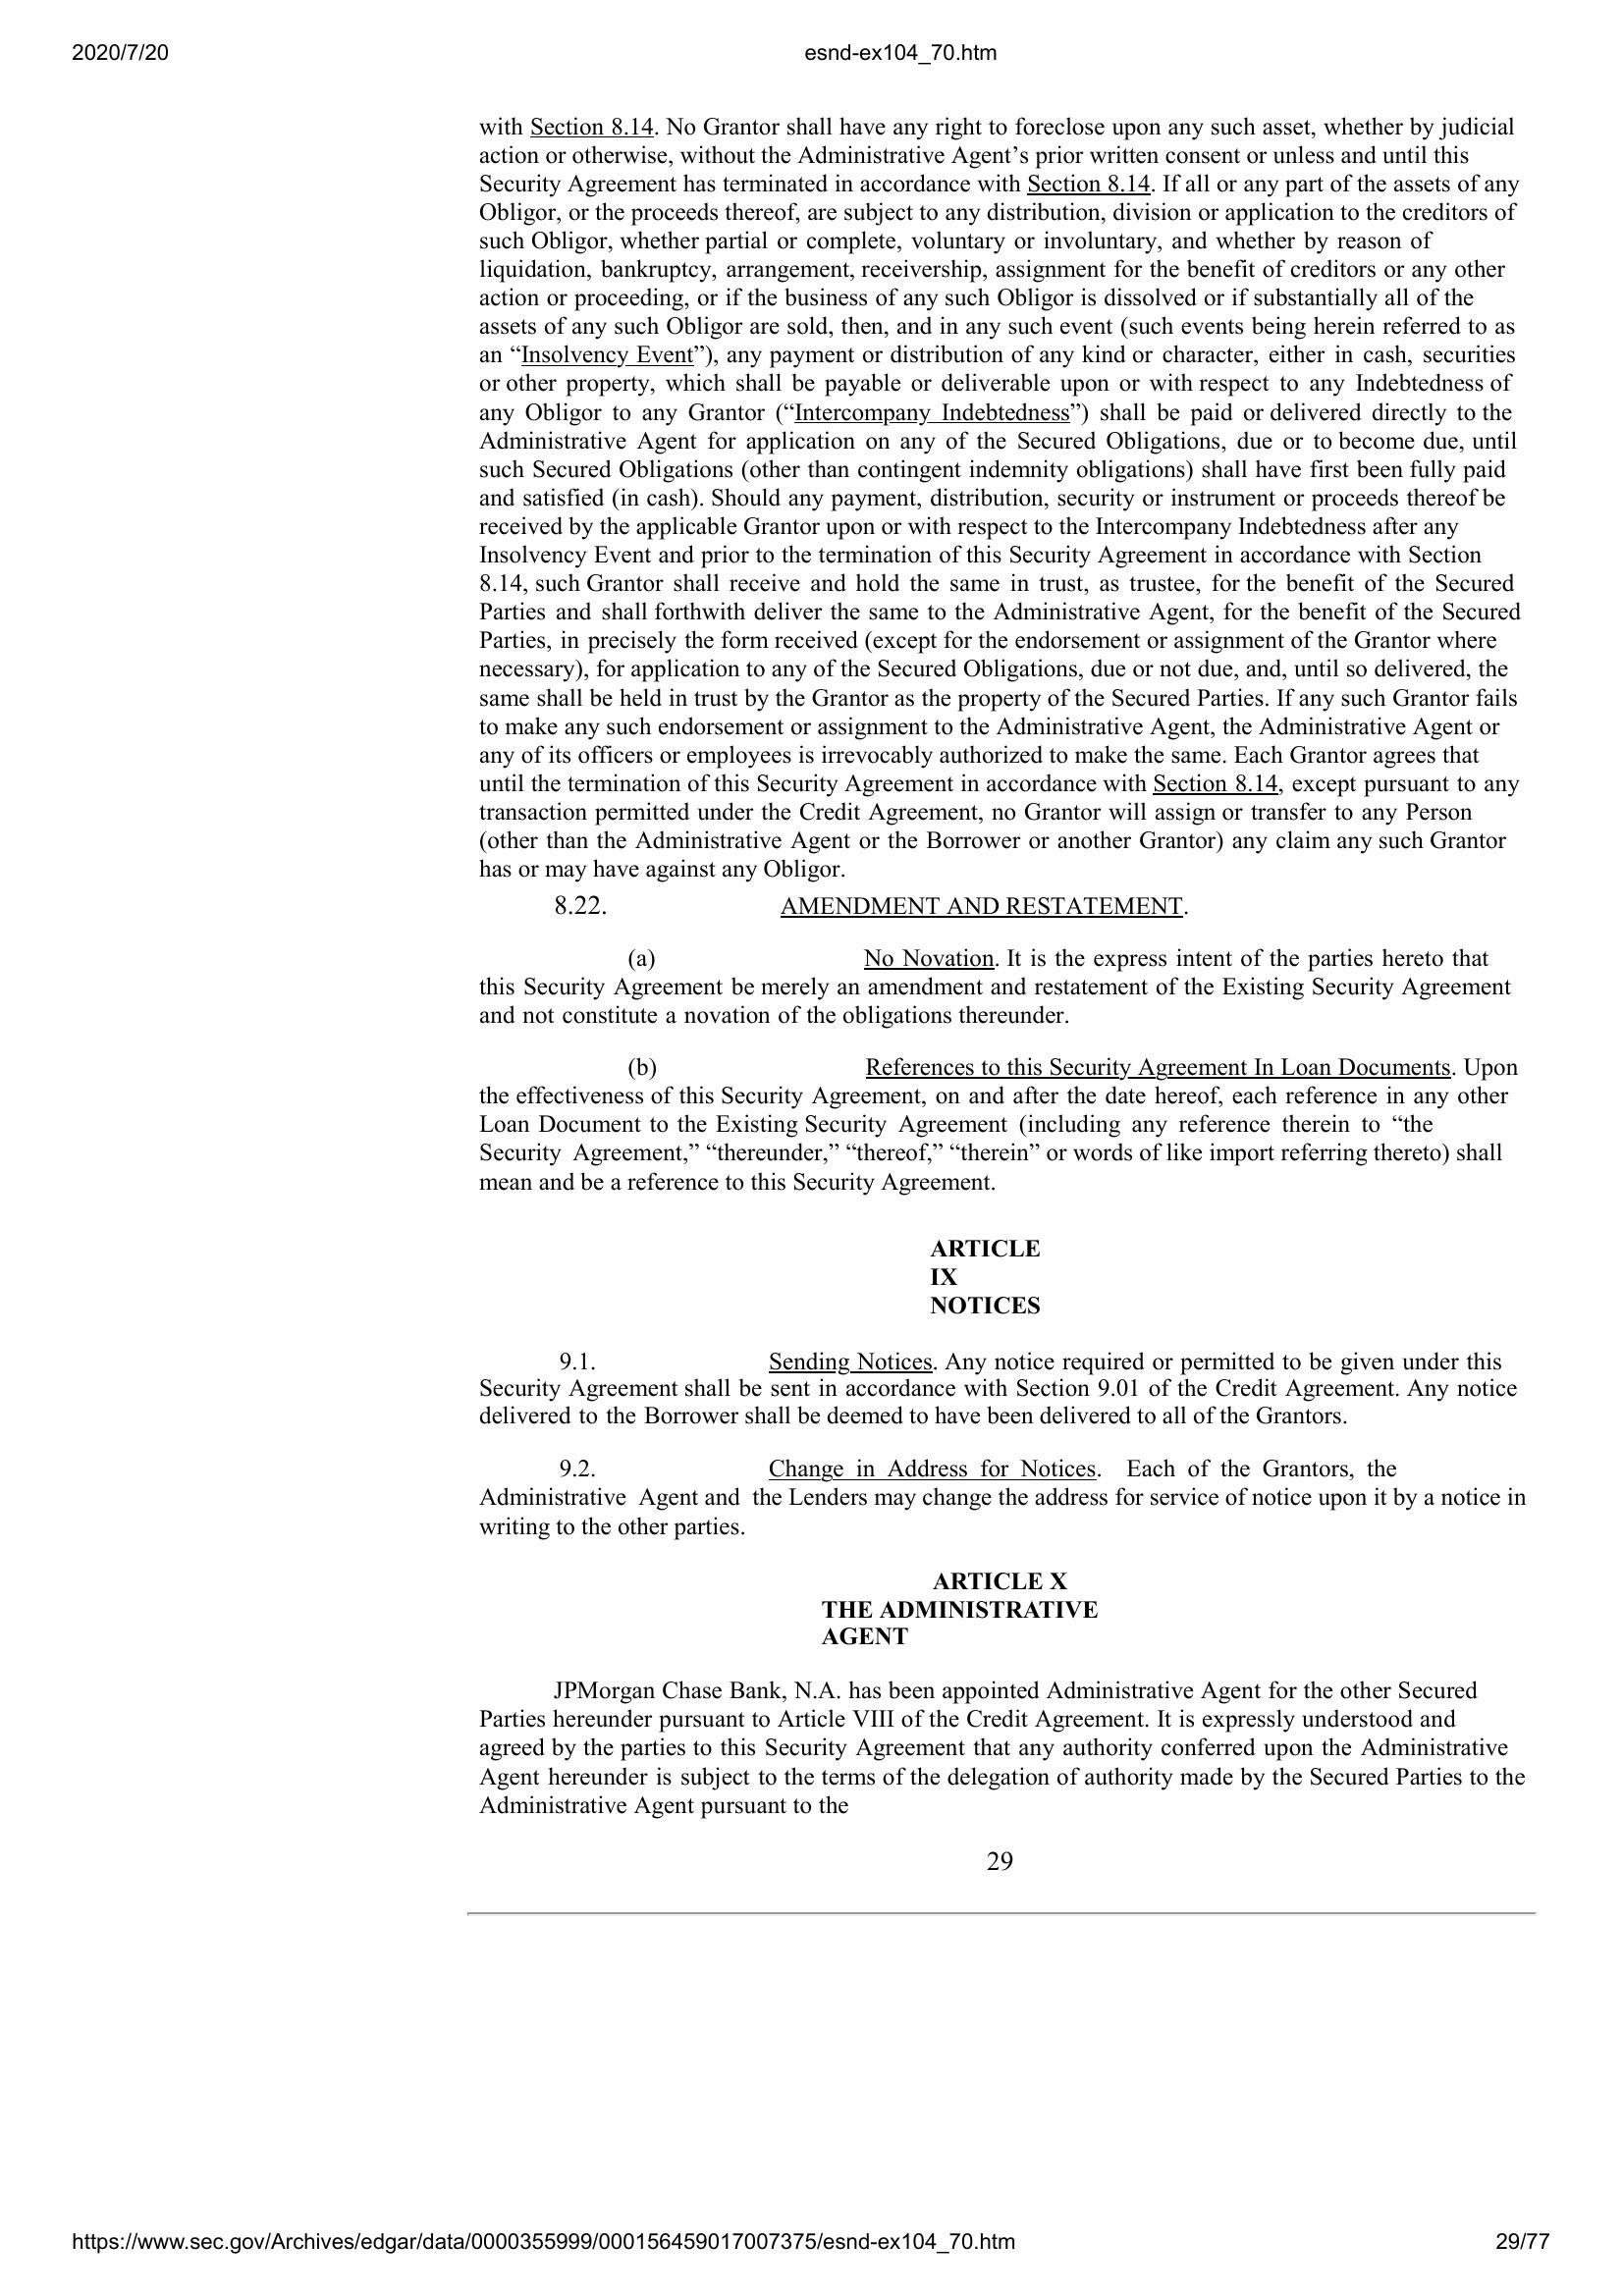 2020/7/20 esnd-ex104_70.htm
with Section 8.14. No Grantor shall have any right to foreclose upon any such asset, whether by judicial
action or otherwise, without the Administrative Agent’s prior written consent or unless and until this
Security Agreement has terminated in accordance with Section 8.14. If all or any part of the assets of any
Obligor, or the proceeds thereof, are subject to any distribution, division or application to the creditors of
such Obligor, whether partial or complete, voluntary or involuntary, and whether by reason of
liquidation, bankruptcy, arrangement, receivership, assignment for the benefit of creditors or any other
action or proceeding, or if the business of any such Obligor is dissolved or if substantially all of the
assets of any such Obligor are sold, then, and in any such event (such events being herein referred to as
an “Insolvency Event”), any payment or distribution of any kind or character, either in cash, securities
or other property, which shall be payable or deliverable upon or with respect to any Indebtedness of
any Obligor to any Grantor (“Intercompany Indebtedness”) shall be paid or delivered directly to the
Administrative Agent for application on any of the Secured Obligations, due or to become due, until
such Secured Obligations (other than contingent indemnity obligations) shall have first been fully paid
and satisfied (in cash). Should any payment, distribution, security or instrument or proceeds thereof be
received by the applicable Grantor upon or with respect to the Intercompany Indebtedness after any
Insolvency Event and prior to the termination of this Security Agreement in accordance with Section
8.14, such Grantor shall receive and hold the same in trust, as trustee, for the benefit of the Secured
Parties and shall forthwith deliver the same to the Administrative Agent, for the benefit of the Secured
Parties, in precisely the form received (except for the endorsement or assignment of the Grantor where
necessary), for application to any of the Secured Obligations, due or not due, and, until so delivered, the
same shall be held in trust by the Grantor as the property of the Secured Parties. If any such Grantor fails
to make any such endorsement or assignment to the Administrative Agent, the Administrative Agent or
any of its officers or employees is irrevocably authorized to make the same. Each Grantor agrees that
until the termination of this Security Agreement in accordance with Section 8.14, except pursuant to any
transaction permitted under the Credit Agreement, no Grantor will assign or transfer to any Person
(other than the Administrative Agent or the Borrower or another Grantor) any claim any such Grantor
has or may have against any Obligor.
8.22. AMENDMENT AND RESTATEMENT.
(a) No Novation. It is the express intent of the parties hereto that
this Security Agreement be merely an amendment and restatement of the Existing Security Agreement
and not constitute a novation of the obligations thereunder.
(b) References to this Security Agreement In Loan Documents. Upon
the effectiveness of this Security Agreement, on and after the date hereof, each reference in any other
Loan Document to the Existing Security Agreement (including any reference therein to “the
Security Agreement,” “thereunder,” “thereof,” “therein” or words of like import referring thereto) shall
mean and be a reference to this Security Agreement.
ARTICLE
IX
NOTICES
9.1. Sending Notices. Any notice required or permitted to be given under this
Security Agreement shall be sent in accordance with Section 9.01 of the Credit Agreement. Any notice
delivered to the Borrower shall be deemed to have been delivered to all of the Grantors.
9.2. Change in Address for Notices. Each of the Grantors, the
Administrative Agent and the Lenders may change the address for service of notice upon it by a notice in
writing to the other parties.
ARTICLE X
THE ADMINISTRATIVE
AGENT
JPMorgan Chase Bank, N.A. has been appointed Administrative Agent for the other Secured
Parties hereunder pursuant to Article VIII of the Credit Agreement. It is expressly understood and
agreed by the parties to this Security Agreement that any authority conferred upon the Administrative
Agent hereunder is subject to the terms of the delegation of authority made by the Secured Parties to the
Administrative Agent pursuant to the
29
https://www.sec.gov/Archives/edgar/data/0000355999/000156459017007375/esnd-ex104_70.htm 29/77